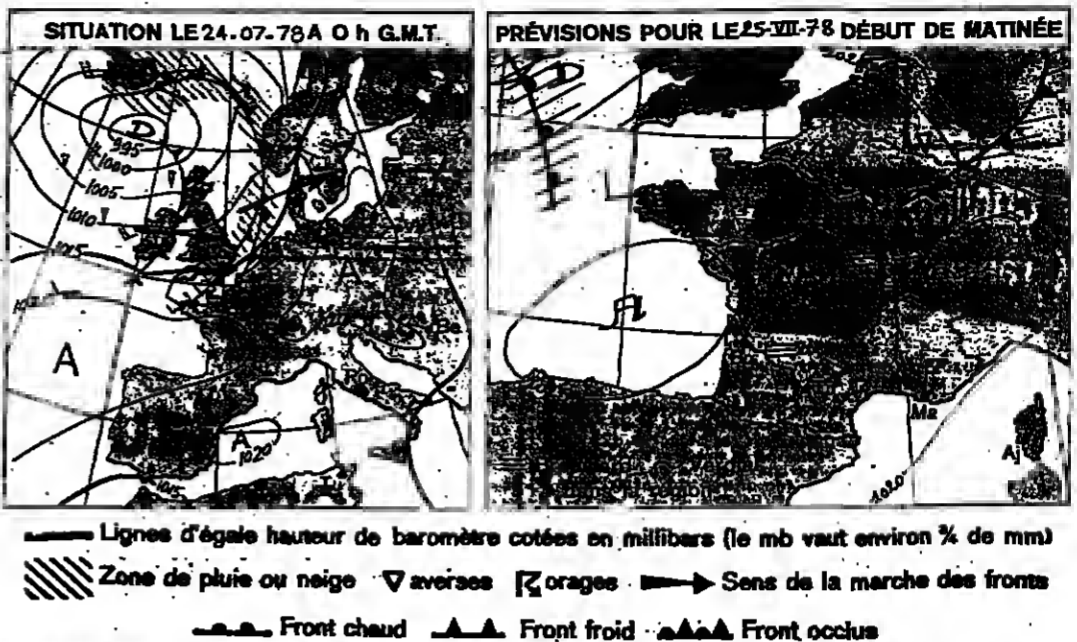 SITUATION LE 24-07-78 A 0 h G.M.T.
PRÉVISIONS POUR LE 25-VII-78 DÉBUT DE MATINÉE
D
995
1000
1005
1010
1015
A
A
1020
1015
Be
D
A
Ma
Aj
1020
Lignes d'égale hauteur de baromètre cotées en millibars (le mb vaut environ ¾ de mm)
Zone de pluie ou neige averses orages Sens de la marche des fronts
Front chaud Front froid Front occlus